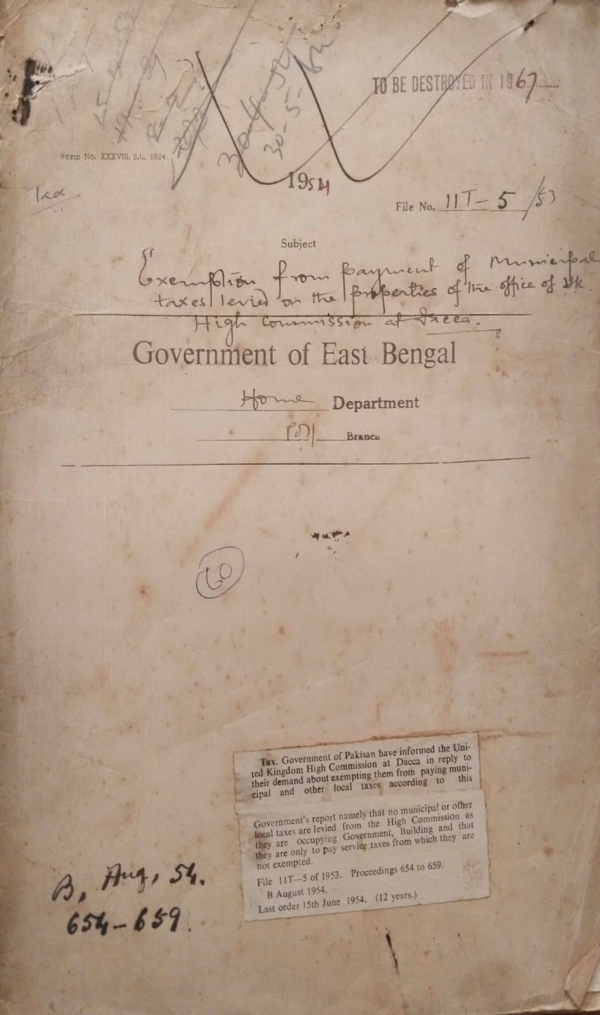 30-5-
TO BE DESTROYED IN 1967
Form No. XXXVIII. E.L. 1924.
1954
File No. 11T-5/53
Subject
Exemption from payment of Municipal
taxes levied on the properties of the office of U.K.
High Commission at Dacca.
Government of East Bengal
Home Department
Poll Branch
60
Tax. Government of Pakisan have informed the Uni-
ted Kingdom High Commission at Dacca in reply to
their demand about exempting them from paying muni-
cipal and other local taxes according to this
Government's report namely that no municipal or other
local taxes are levied from the High Commission as
they are occupying Government, Building and that
they are only to pay service taxes from which they are
not exempted.
File 11T—5 of 1953. Proceedings 654 to 659.
B August 1954.
Last order 15th June 1954. (12 years.)
B, Aug, 54.
654-659.